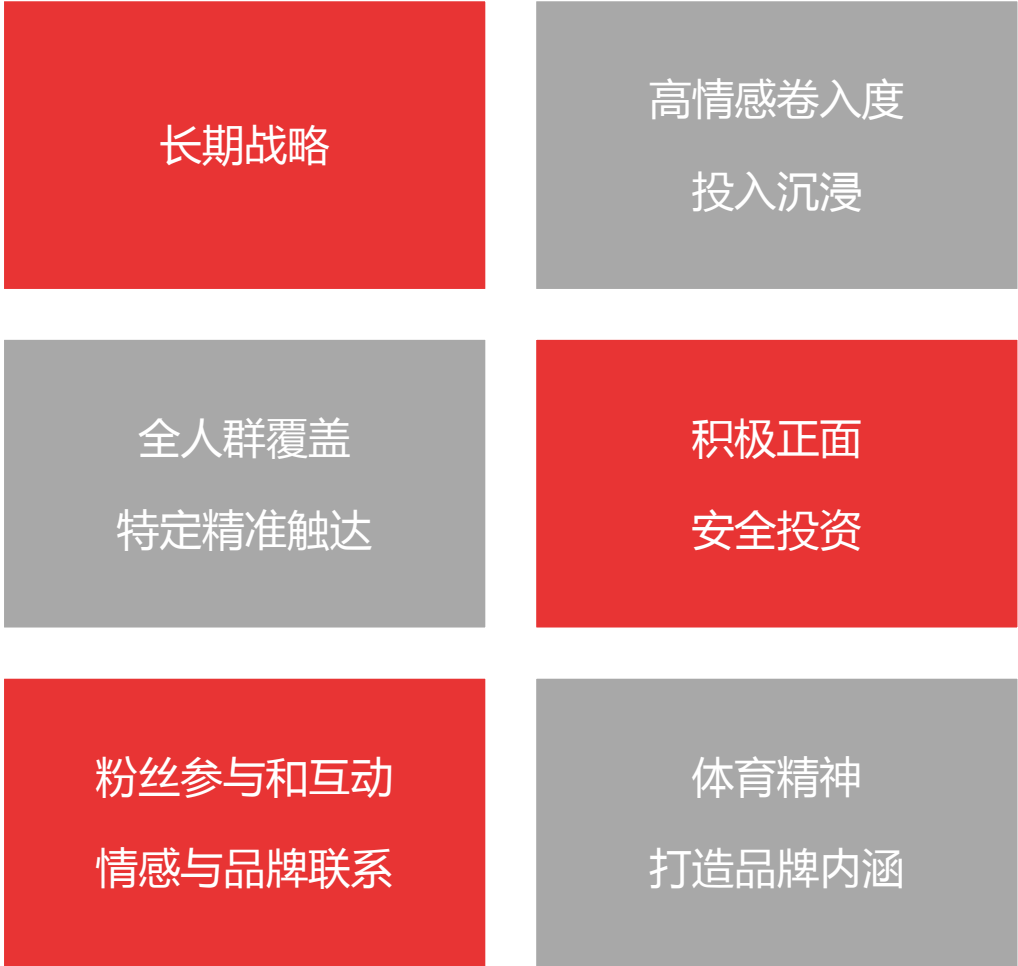 长期战略
高情感卷入度
投入沉浸
全人群覆盖
特定精准触达
积极正面
安全投资
粉丝参与和互动
情感与品牌联系
体育精神
打造品牌内涵